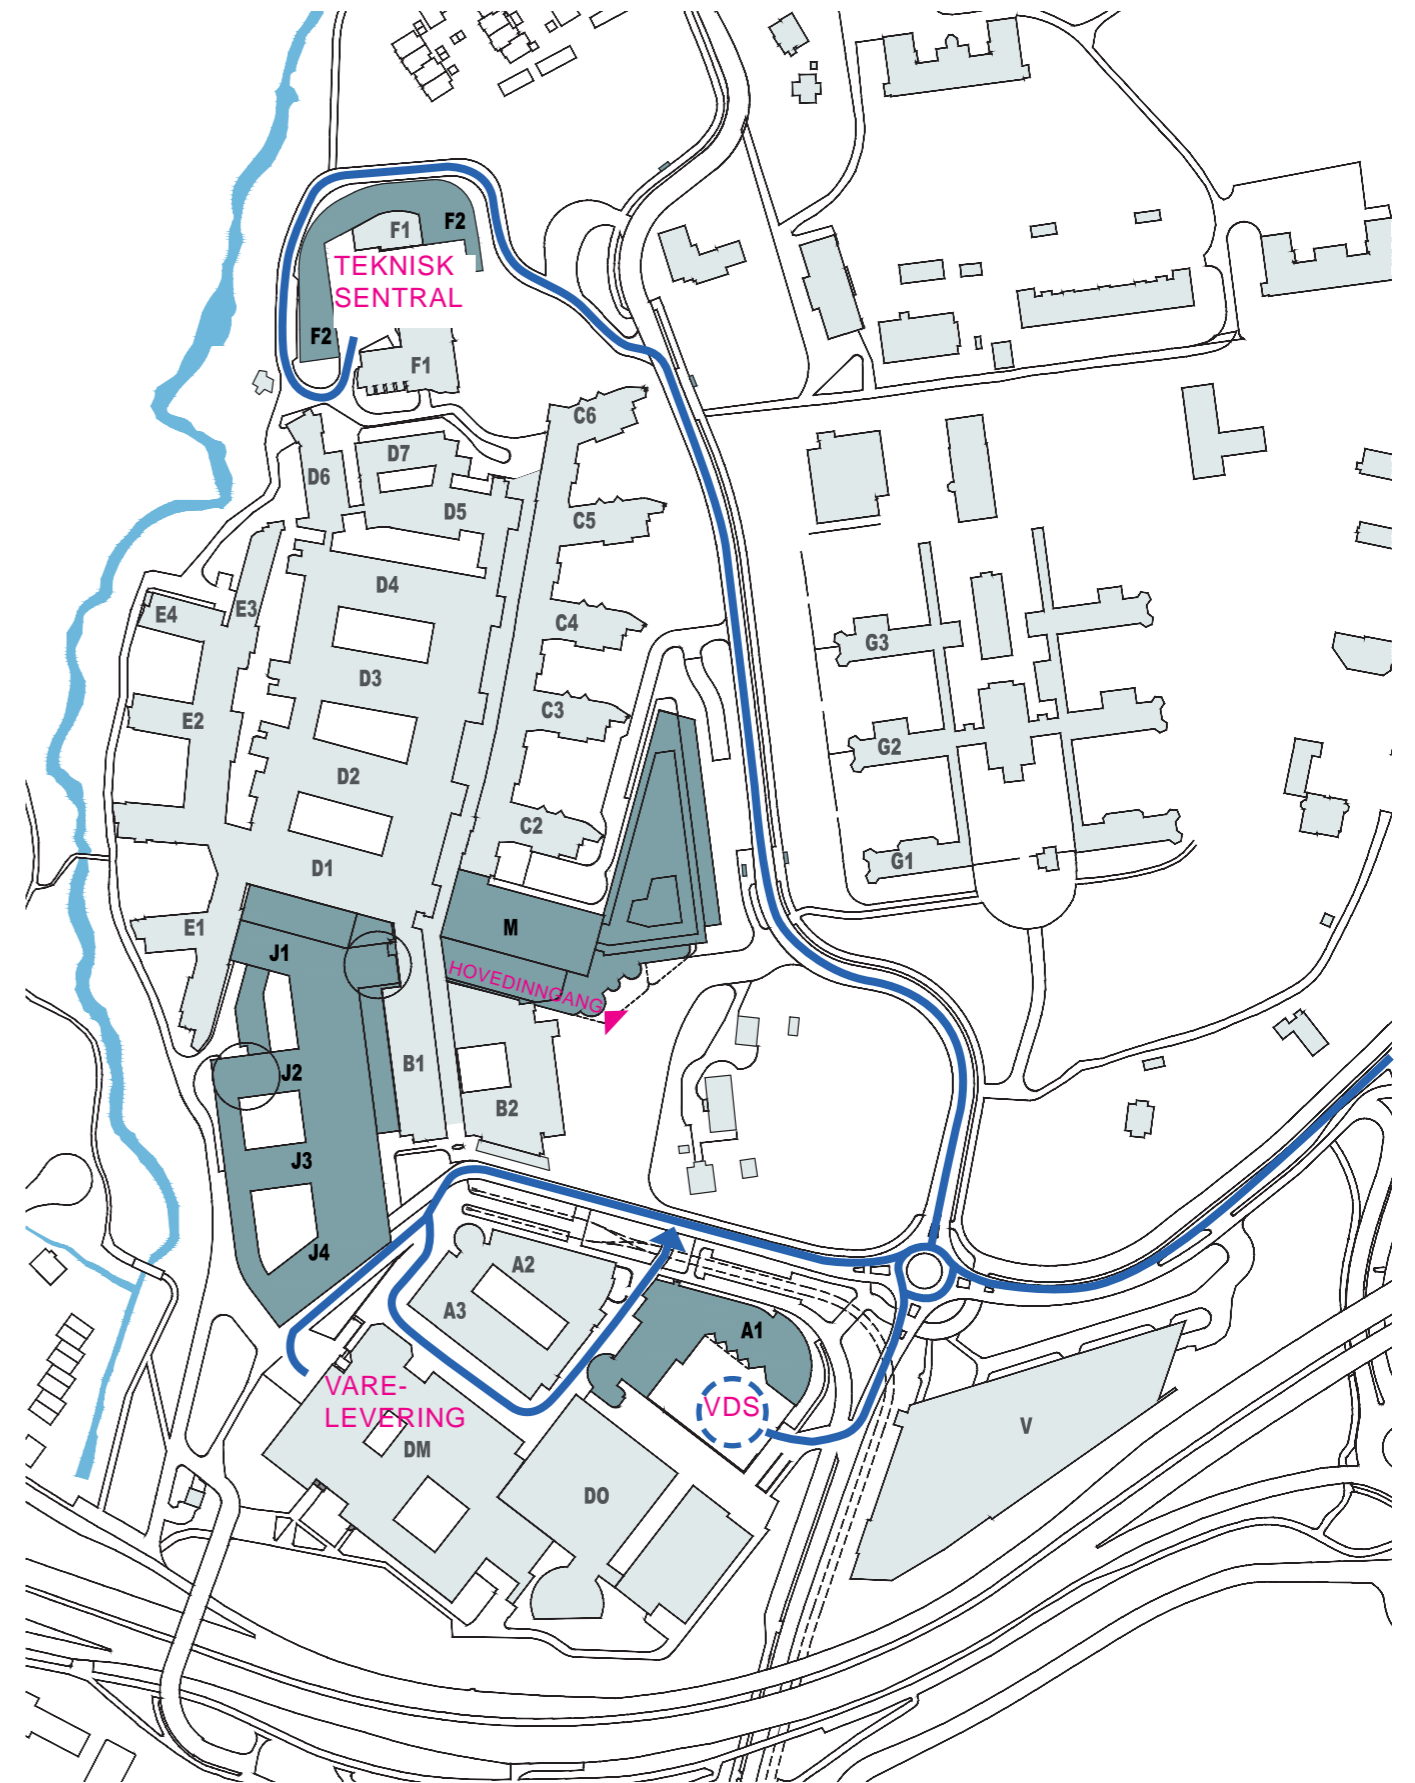 F2
F1
TEKNISK
SENTRAL
F2
F1
C6
D7
D6
D5
C5
D4
E3
E4
C4
G3
D3
C3
E2
G2
D2
C2
D1
G1
E1
M
J1
HOVEDINNGANG
B1
J2
B2
J3
J4
A2
A3
A1
VARE-
LEVERING
VDS
DM
V
DO